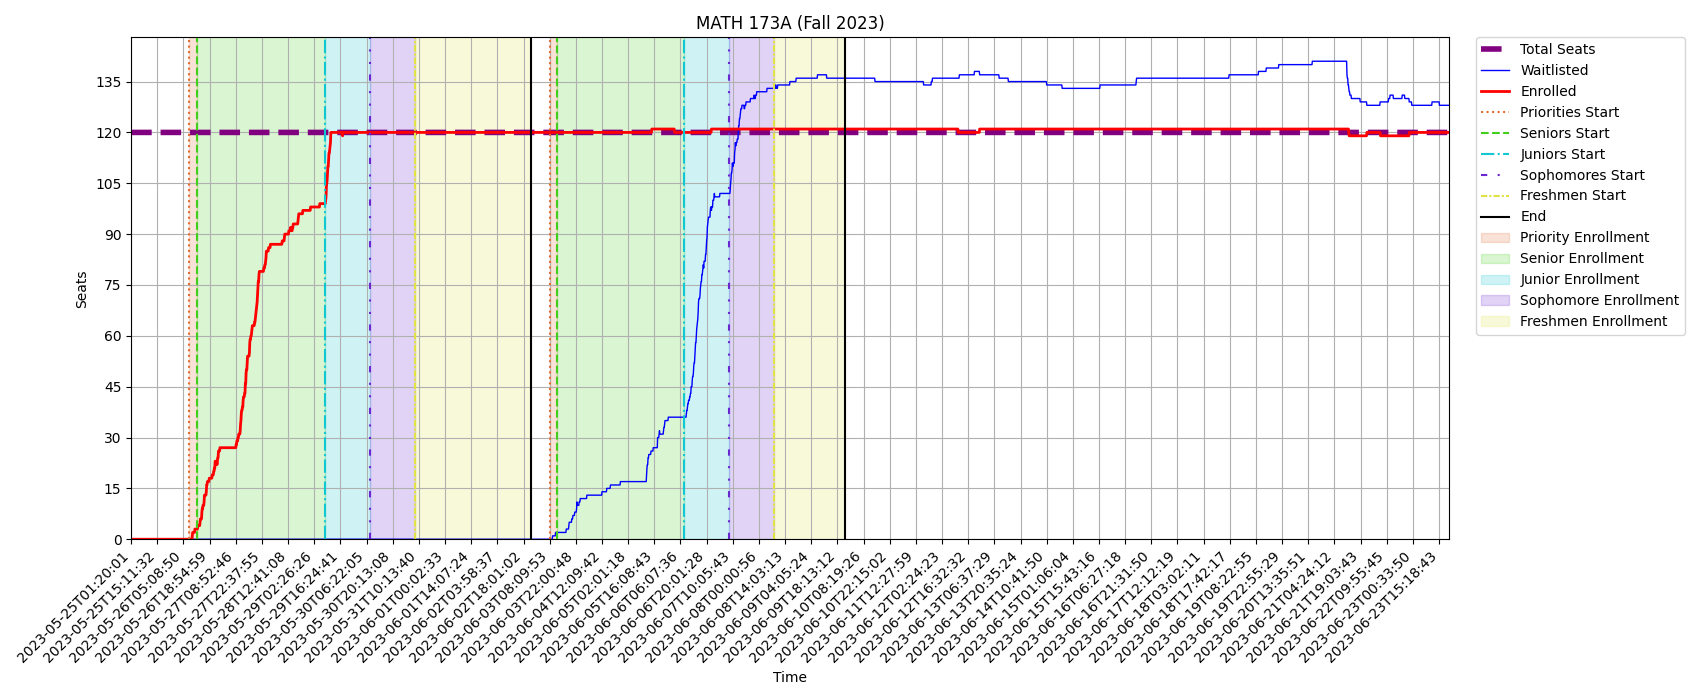 MATH 173A (Fall 2023)
Seats
135
120
105
90
75
60
45
30
15
0
2023-05-25T01:20:01
2023-05-25T15:11:32
2023-05-26T05:08:50
2023-05-26T18:54:59
2023-05-27T08:52:46
2023-05-27T22:37:55
2023-05-28T12:41:08
2023-05-29T02:26:26
2023-05-29T16:24:41
2023-05-30T06:22:05
2023-05-30T20:13:08
2023-05-31T10:13:40
2023-06-01T00:02:33
2023-06-01T14:07:24
2023-06-02T03:58:37
2023-06-02T18:01:02
2023-06-03T08:09:53
2023-06-03T22:00:48
2023-06-04T12:09:42
2023-06-05T02:01:18
2023-06-05T16:08:43
2023-06-06T06:07:36
2023-06-06T20:01:28
2023-06-07T10:05:43
2023-06-08T00:00:56
2023-06-08T14:03:13
2023-06-09T04:05:24
2023-06-09T18:13:12
2023-06-10T08:19:26
2023-06-10T22:15:02
2023-06-11T12:27:59
2023-06-12T02:24:23
2023-06-12T16:32:32
2023-06-13T06:37:29
2023-06-13T20:35:24
2023-06-14T10:41:50
2023-06-15T01:06:04
2023-06-15T15:43:16
2023-06-16T06:27:18
2023-06-16T21:31:50
2023-06-17T12:12:19
2023-06-18T03:02:11
2023-06-18T17:42:17
2023-06-19T08:22:55
2023-06-19T22:55:29
2023-06-20T13:35:51
2023-06-21T04:24:12
2023-06-21T19:03:43
2023-06-22T09:55:45
2023-06-23T00:33:50
2023-06-23T15:18:43
Time
Total Seats
Waitlisted
Enrolled
Priorities Start
Seniors Start
Juniors Start
Sophomores Start
Freshmen Start
End
Priority Enrollment
Senior Enrollment
Junior Enrollment
Sophomore Enrollment
Freshmen Enrollment